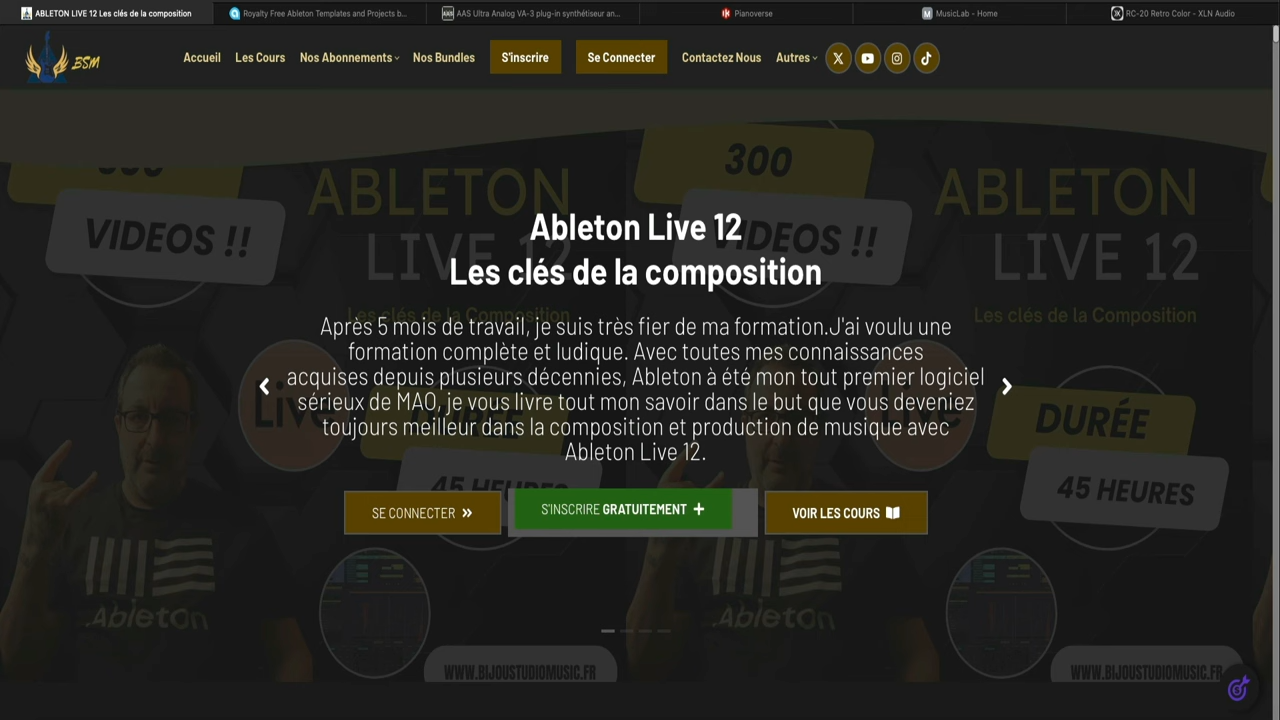 ABLETON LIVE 12 Les clés de la composition
Royalty Free Ableton Templates and Projects b...
AAS Ultra Analog VA-3 plug-in synthétiseur an...
Pianoverse
MusicLab - Home
RC-20 Retro Color - XLN Audio
BSM
Accueil
Les Cours
Nos Abonnements
Nos Bundles
S'inscrire
Se Connecter
Contactez Nous
Autres
300
VIDEOS !!
ABLETON
LIVE 12
300
VIDEOS !!
ABLETON
LIVE 12
Les clés de la Composition
Ableton Live 12
Les clés de la composition
Après 5 mois de travail, je suis très fier de ma formation.J'ai voulu une
formation complète et ludique. Avec toutes mes connaissances
acquises depuis plusieurs décennies, Ableton à été mon tout premier logiciel
sérieux de MAO, je vous livre tout mon savoir dans le but que vous deveniez
toujours meilleur dans la composition et production de musique avec
Ableton Live 12.
Live
DURÉE
45 HEURES
SE CONNECTER
S'INSCRIRE GRATUITEMENT
VOIR LES COURS
45 HEURES
Ableton
Ableton
WWW.BIJOUSTUDIOMUSIC.FR
WWW.BIJOUSTUDIOMUSIC.FR